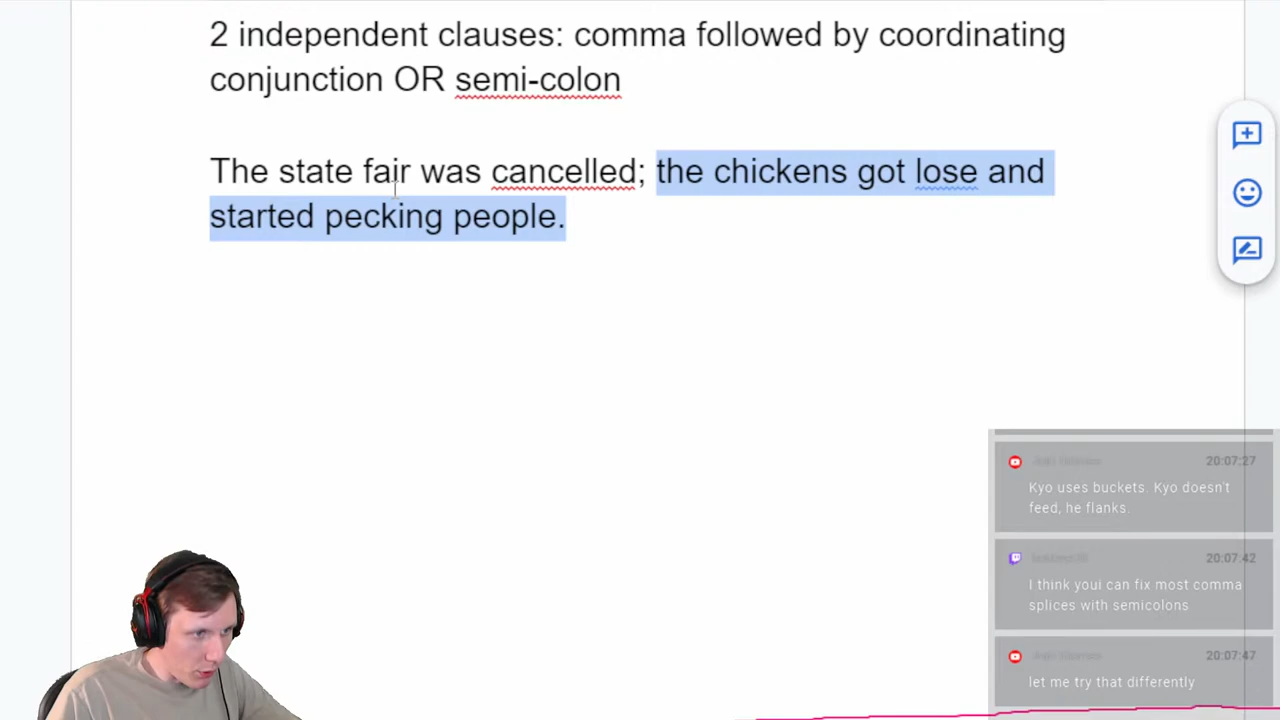 2 independent clauses: comma followed by coordinating
conjunction OR semi-colon
The state fair was cancelled; the chickens got lose and
started pecking people.
20:07:27
Kyo uses buckets. Kyo doesn't
feed, he flanks.
20:07:42
I think youi can fix most comma
splices with semicolons
20:07:47
let me try that differently